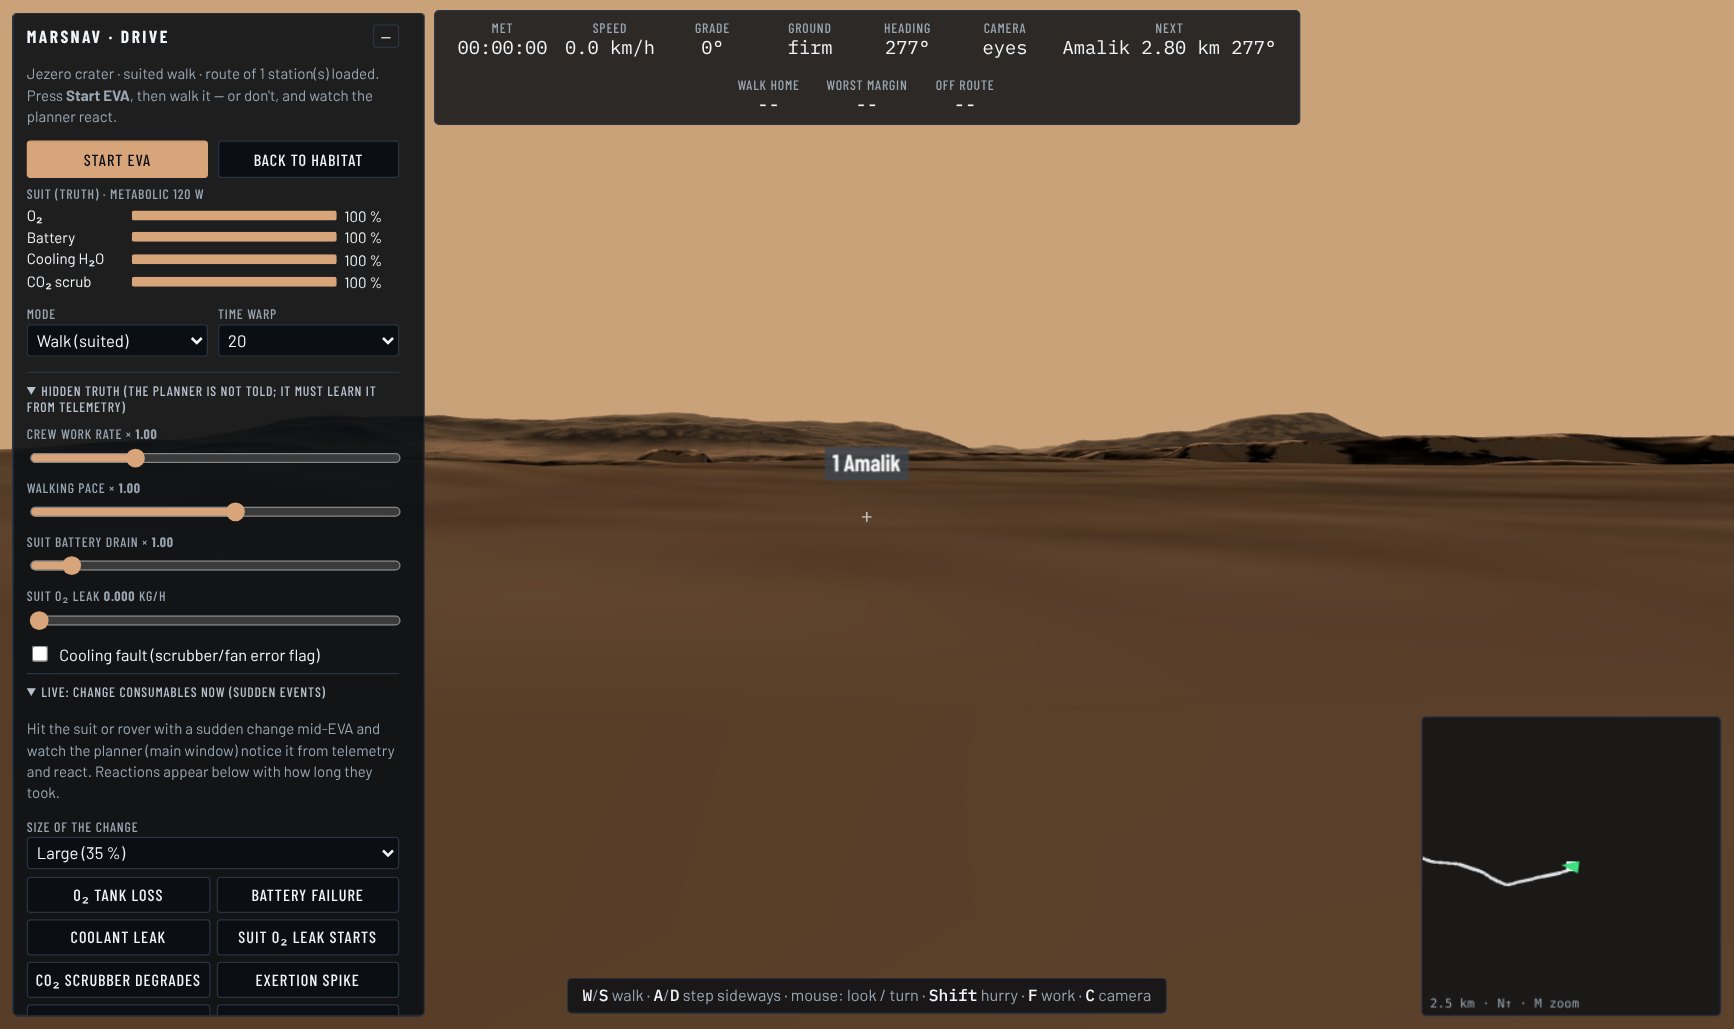 MARSNAV · DRIVE
–
Jezero crater · suited walk · route of 1 station(s) loaded.
Press Start EVA, then walk it — or don't, and watch the
planner react.
START EVA
BACK TO HABITAT
SUIT (TRUTH) · METABOLIC 120 W
O₂ 100 %
Battery 100 %
Cooling H₂O 100 %
CO₂ scrub 100 %
MODE TIME WARP
Walk (suited) 20
▼ HIDDEN TRUTH (THE PLANNER IS NOT TOLD; IT MUST LEARN IT
FROM TELEMETRY)
CREW WORK RATE × 1.00
WALKING PACE × 1.00
SUIT BATTERY DRAIN × 1.00
SUIT O₂ LEAK 0.000 KG/H
Cooling fault (scrubber/fan error flag)
▼ LIVE: CHANGE CONSUMABLES NOW (SUDDEN EVENTS)
Hit the suit or rover with a sudden change mid-EVA and
watch the planner (main window) notice it from telemetry
and react. Reactions appear below with how long they
took.
SIZE OF THE CHANGE
Large (35 %)
O₂ TANK LOSS BATTERY FAILURE
COOLANT LEAK SUIT O₂ LEAK STARTS
CO₂ SCRUBBER DEGRADES EXERTION SPIKE
MET SPEED GRADE GROUND HEADING CAMERA NEXT
00:00:00 0.0 km/h 0° firm 277° eyes Amalik 2.80 km 277°
WALK HOME WORST MARGIN OFF ROUTE
-- -- --
1 Amalik
+
W/S walk · A/D step sideways · mouse: look / turn · Shift hurry · F work · C camera
2.5 km · N↑ · M zoom